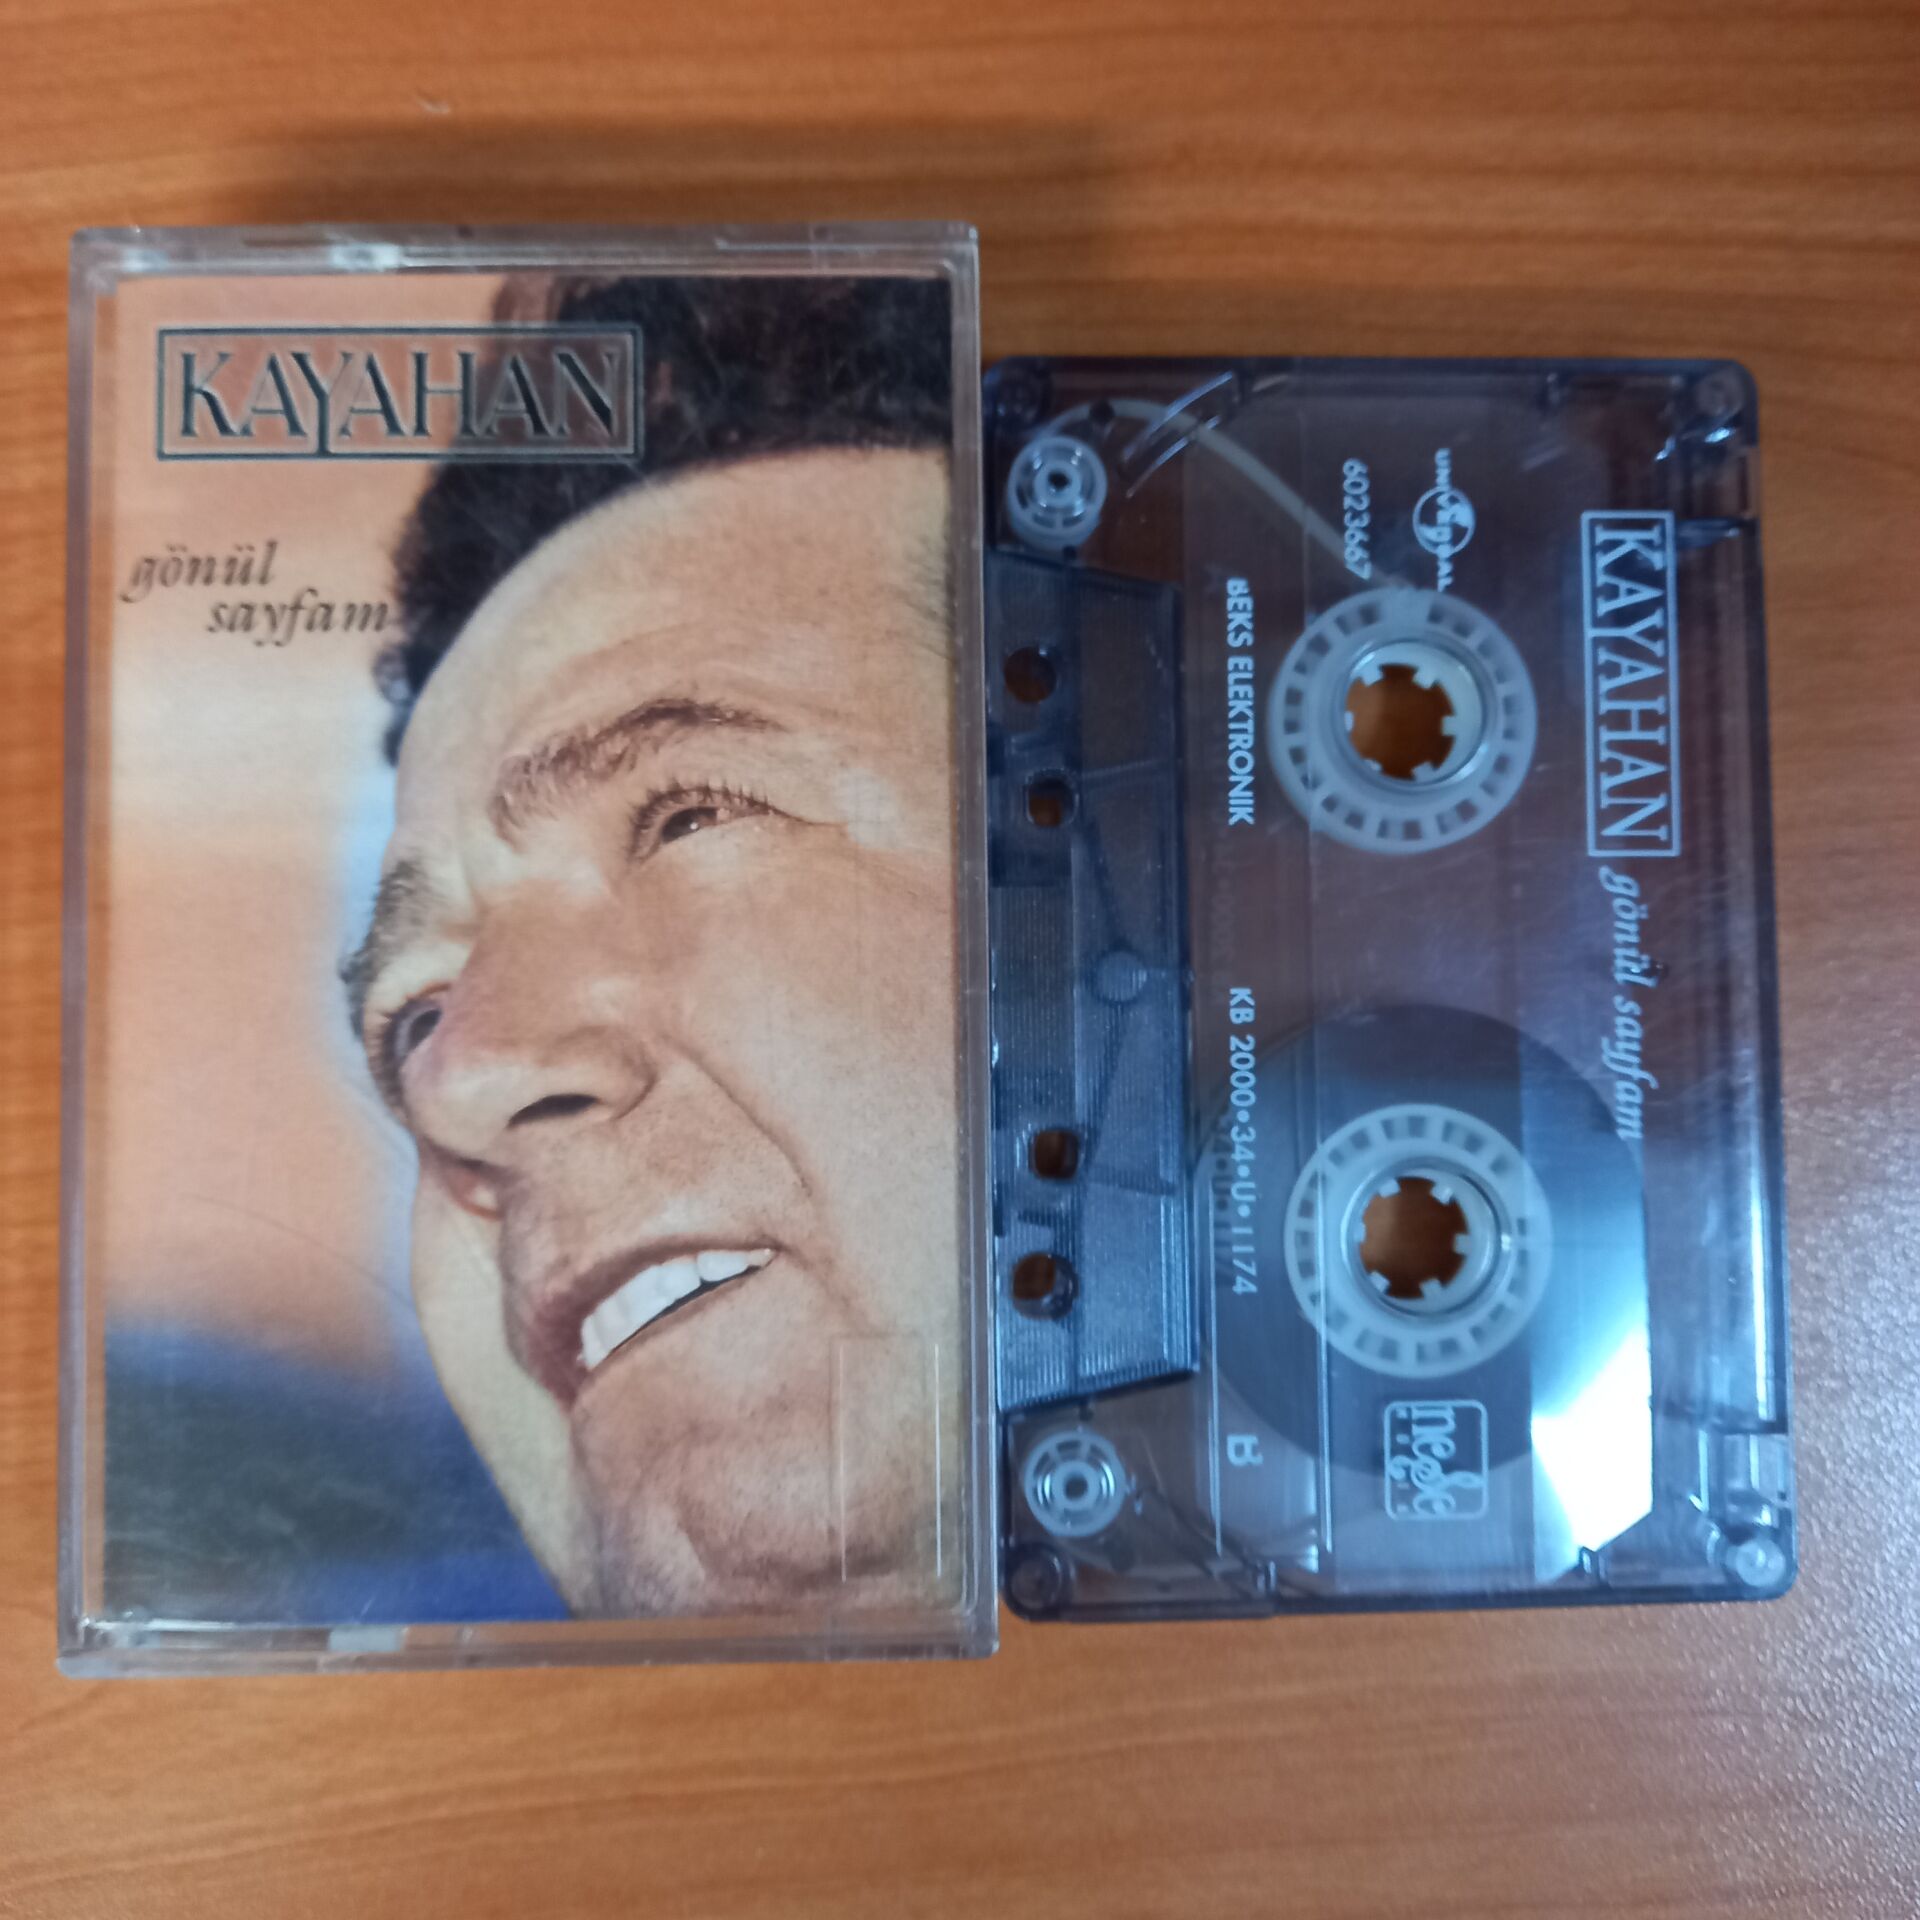 KAYAHAN
gönül
sayfam
KAYAHAN gönül sayfam
UNIVERSAL
6023667
BEKS ELEKTRONIK
KB 2000•34•U•1174
B
neşe